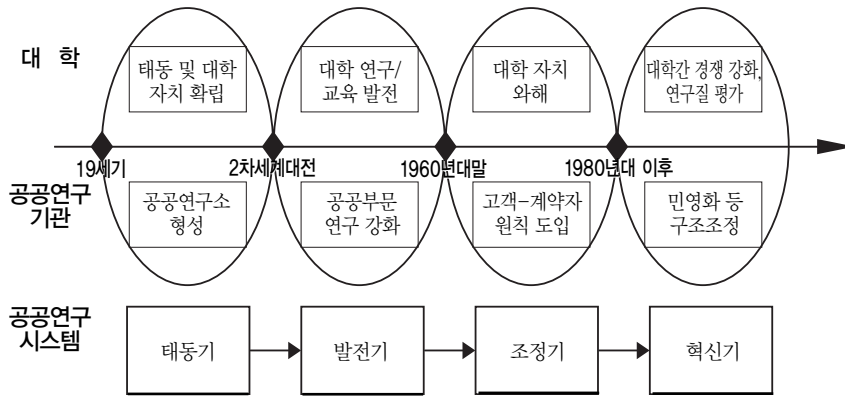 대 학
태동 및 대학
자치 확립
대학 연구/
교육 발전
대학 자치
와해
대학간 경쟁 강화,
연구질 평가
19세기
2차세계대전
1960년대말
1980년대 이후
공공연구
기관
공공연구소
형성
공공부문
연구 강화
고객-계약자
원칙 도입
민영화 등
구조조정
공공연구
시스템
태동기
발전기
조정기
혁신기